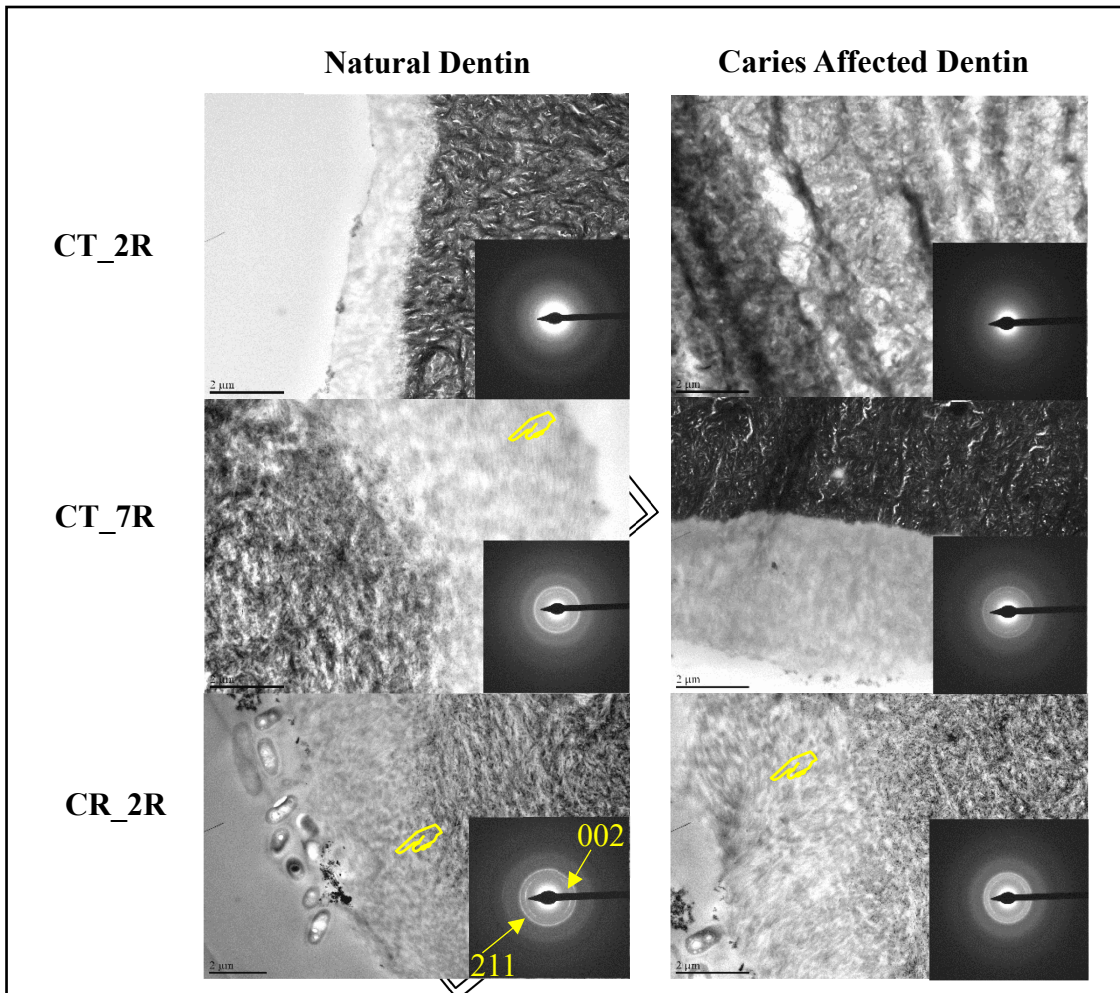 Natural Dentin
Caries Affected Dentin
CT_2R
2 µm
2 µm
CT_7R
2 µm
2 µm
CR_2R
002
211
2 µm
2 µm